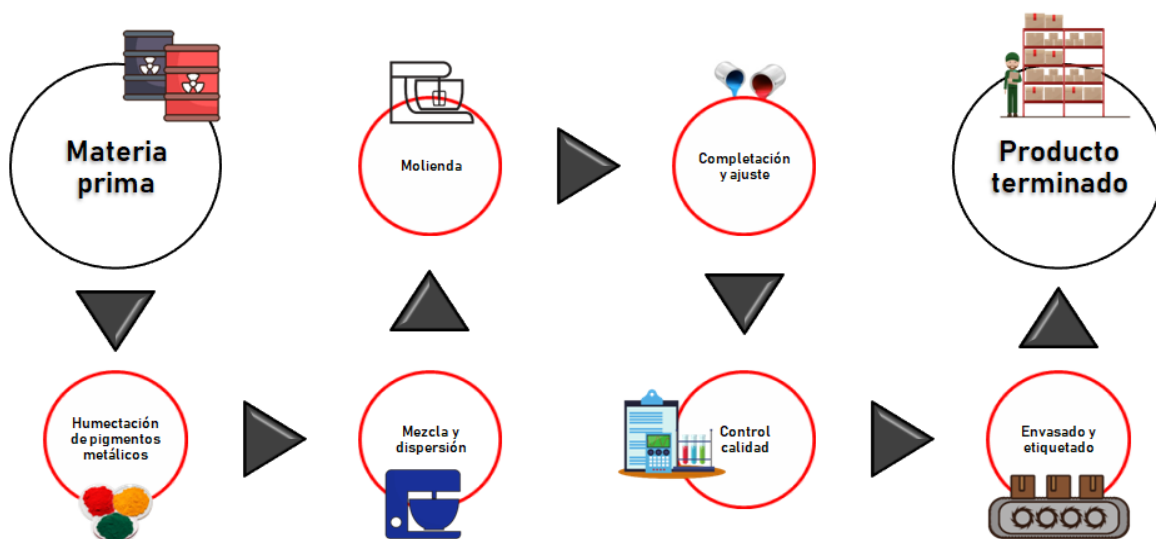 Materia
prima
Humectación
de pigmentos
metálicos
Mezcla y
dispersión
Molienda
Completación
y ajuste
Control
calidad
Envasado y
etiquetado
Producto
terminado